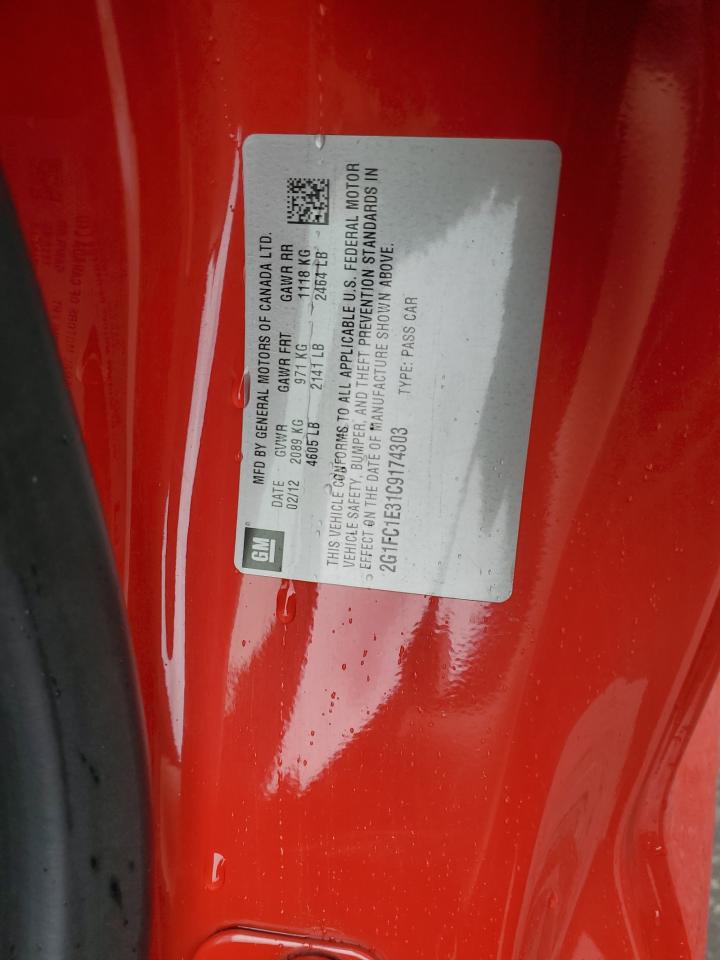 GM
MFD BY GENERAL MOTORS OF CANADA LTD.
DATE GVWR GAWR FRT GAWR RR
02/12 2089 KG 971 KG 1118 KG
4605 LB 2141 LB 2464 LB
THIS VEHICLE CONFORMS TO ALL APPLICABLE U.S. FEDERAL MOTOR
VEHICLE SAFETY, BUMPER, AND THEFT PREVENTION STANDARDS IN
EFFECT ON THE DATE OF MANUFACTURE SHOWN ABOVE.
2G1FC1E31C9174303 TYPE: PASS CAR